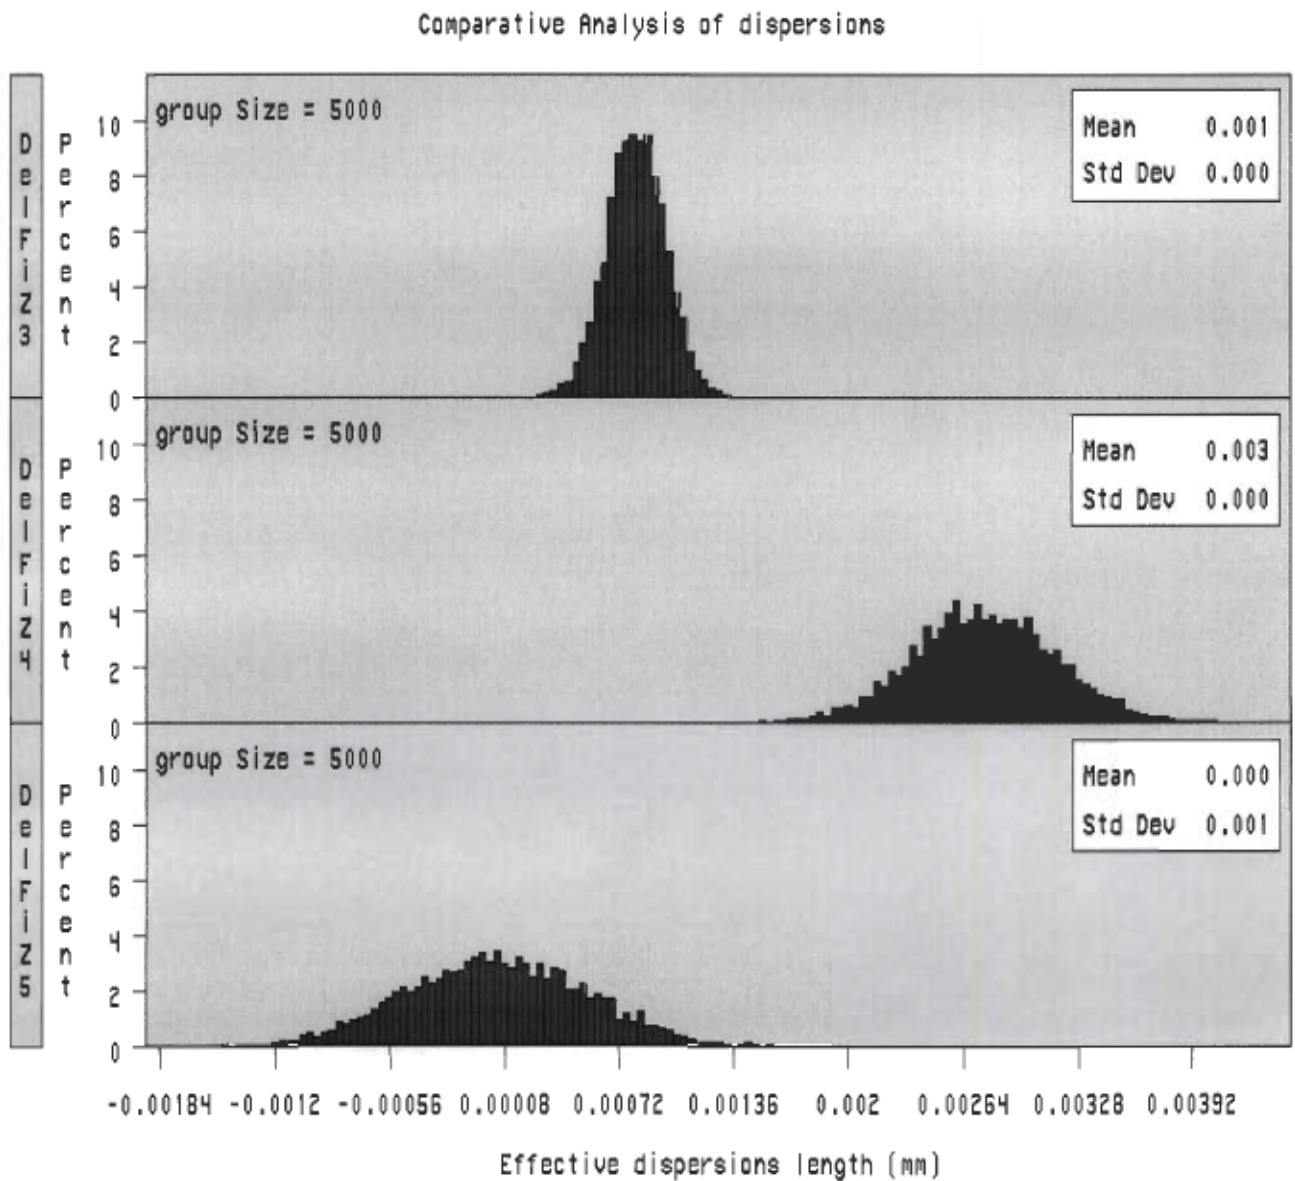 Comparative Analysis of dispersions
DelFiZ3
Percent
10
8
6
4
2
0
group Size = 5000
Mean 0.001
Std Dev 0.000
DelFiZ4
Percent
10
8
6
4
2
0
group Size = 5000
Mean 0.003
Std Dev 0.000
DelFiZ5
Percent
10
8
6
4
2
0
group Size = 5000
Mean 0.000
Std Dev 0.001
-0.00184 -0.0012 -0.00056 0.00008 0.00072 0.00136 0.002 0.00264 0.00328 0.00392
Effective dispersions length (mm)